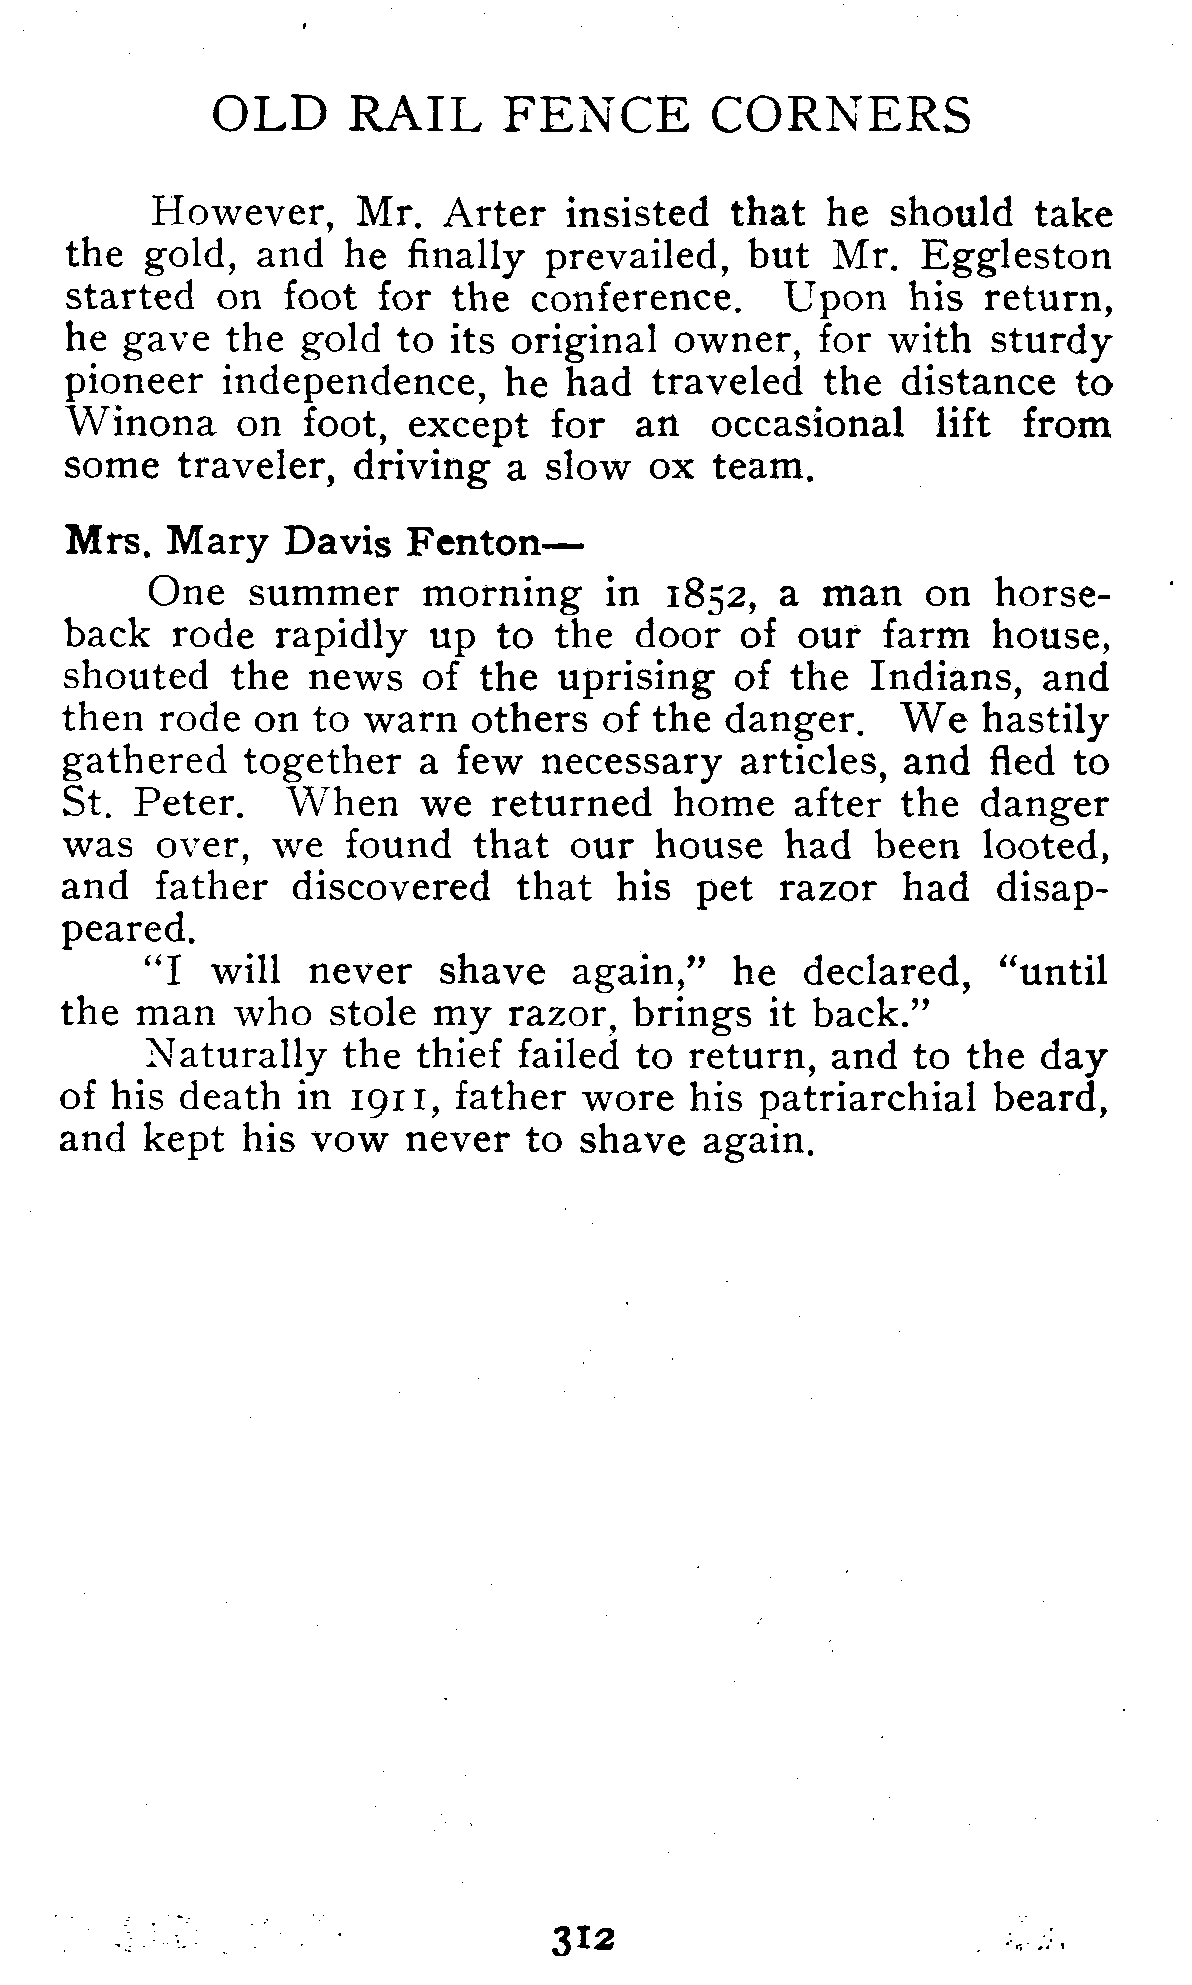 OLD RAIL FENCE CORNERS
However, Mr. Arter insisted that he should take
the gold, and he finally prevailed, but Mr. Eggleston
started on foot for the conference. Upon his return,
he gave the gold to its original owner, for with sturdy
pioneer independence, he had traveled the distance to
Winona on foot, except for an occasional lift from
some traveler, driving a slow ox team.
Mrs. Mary Davis Fenton—
One summer morning in 1852, a man on horse-
back rode rapidly up to the door of our farm house,
shouted the news of the uprising of the Indians, and
then rode on to warn others of the danger. We hastily
gathered together a few necessary articles, and fled to
St. Peter. When we returned home after the danger
was over, we found that our house had been looted,
and father discovered that his pet razor had disap-
peared.
"I will never shave again," he declared, "until
the man who stole my razor, brings it back."
Naturally the thief failed to return, and to the day
of his death in 1911, father wore his patriarchial beard,
and kept his vow never to shave again.
312